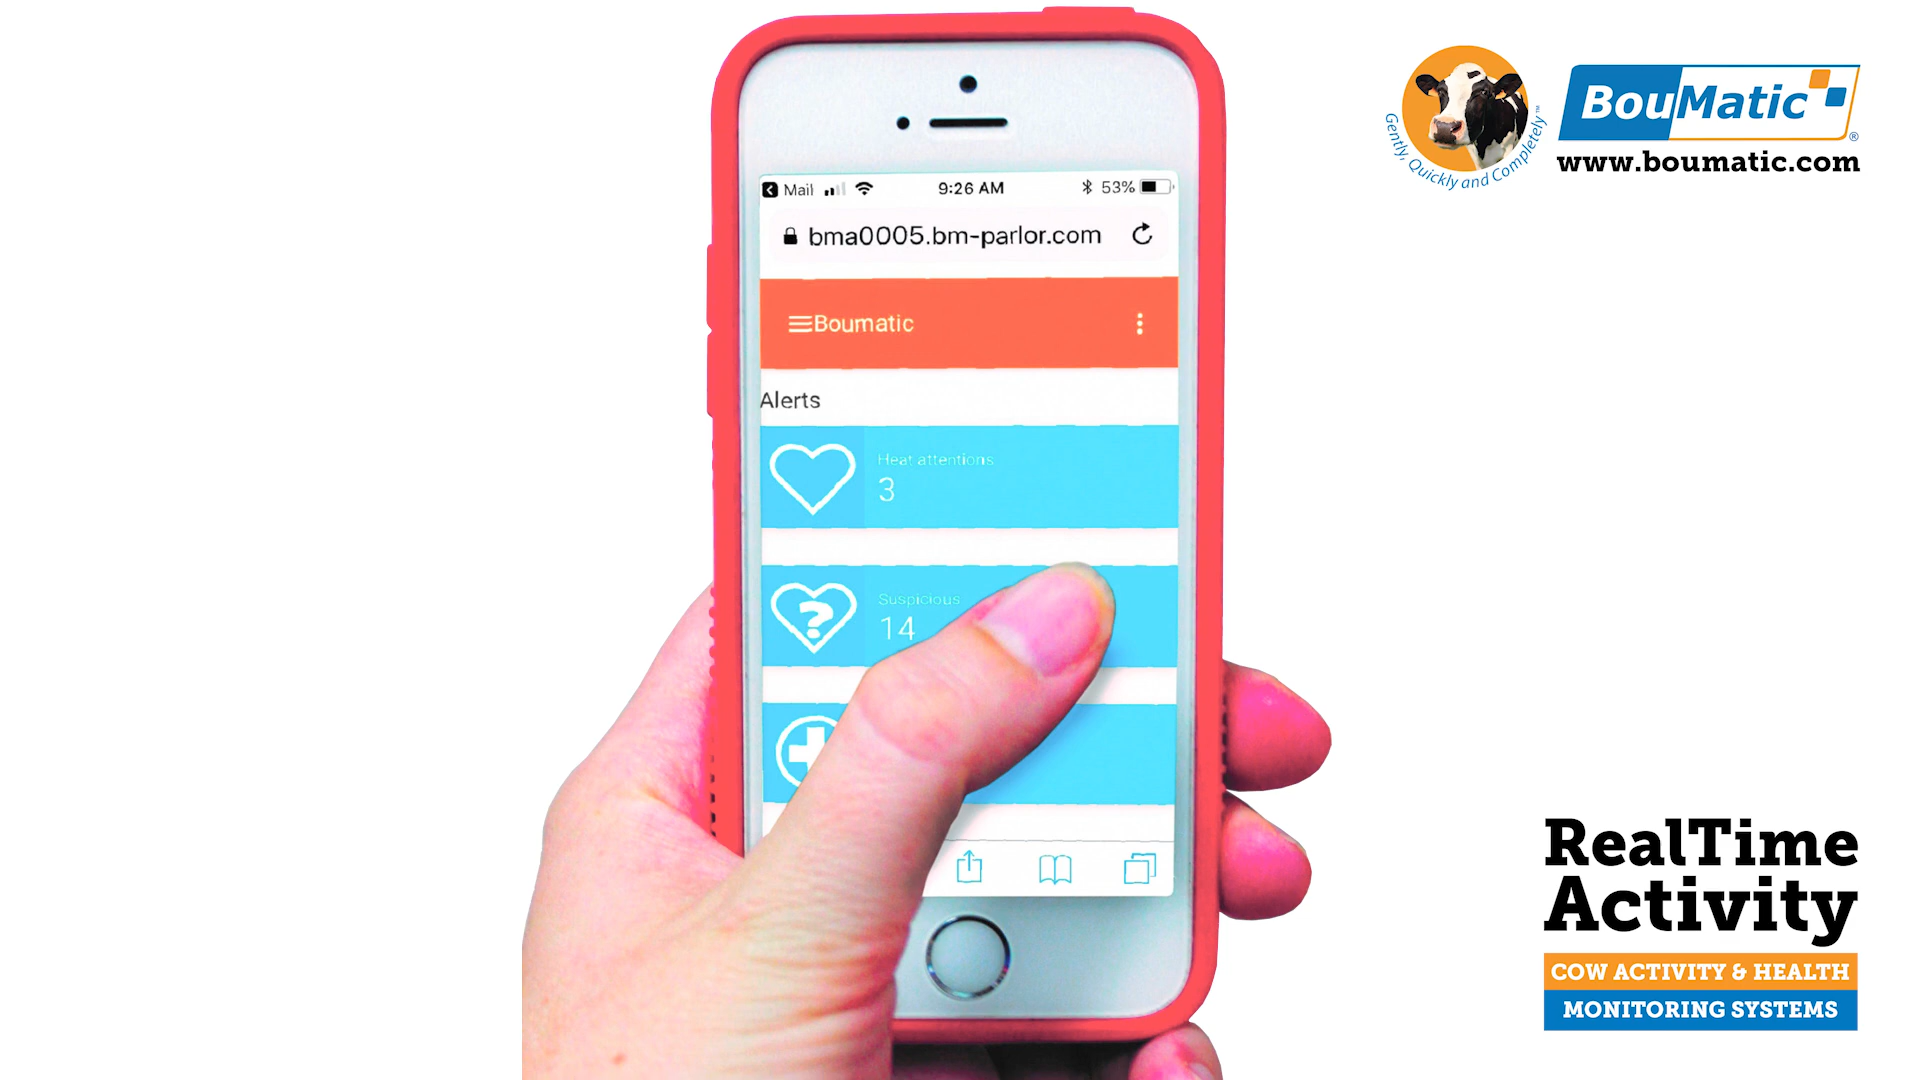 Mail
9:26 AM
53%
bma0005.bm-parlor.com
Boumatic
Alerts
Heat attentions
3
Suspicious
14
Gently, Quickly and Completely™
BouMatic®
www.boumatic.com
RealTime
Activity
COW ACTIVITY & HEALTH
MONITORING SYSTEMS